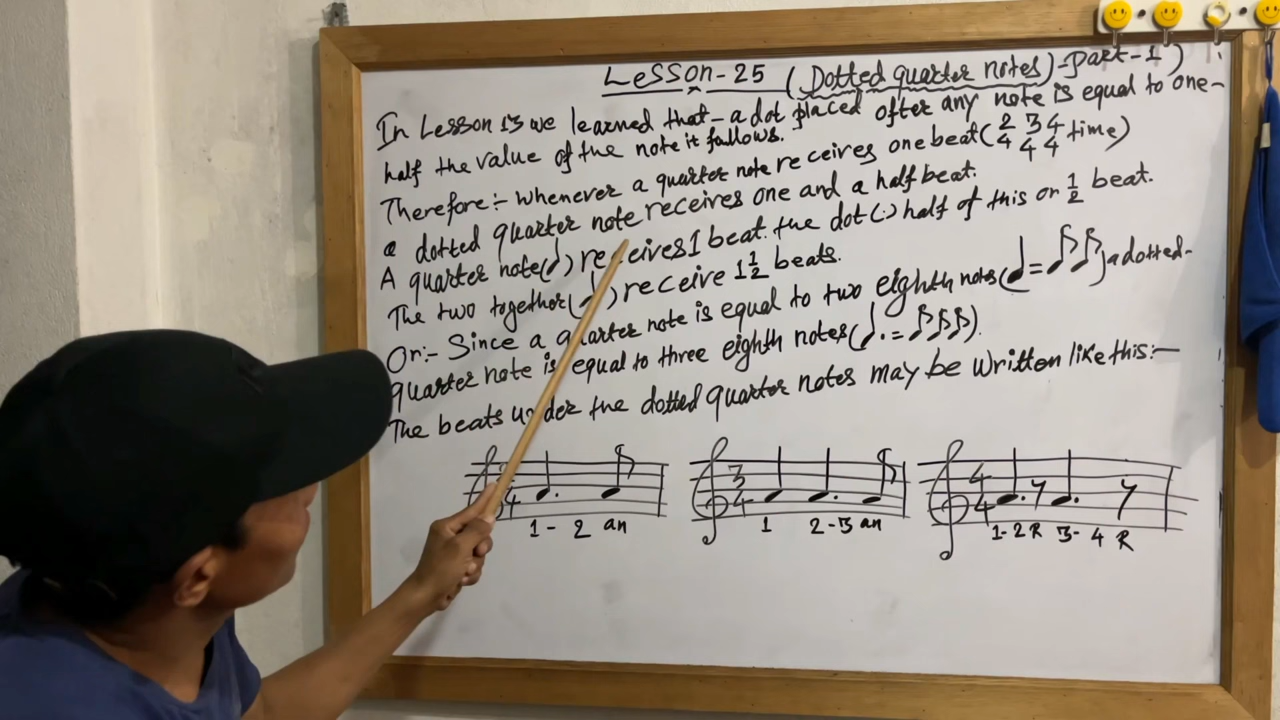 Lesson-25 (Dotted quarter notes)-Part-1)
In Lesson 13 we learned that - a dot placed after any note is equal to one-
half the value of the note it follows.
Therefore:- Whenever a quarter note receives one beat (2/4 3/4 4/4 time)
a dotted quarter note receives one and a half beat.
A quarter note(♩) receives 1 beat. the dot(.) half of this or 1/2 beat.
The two together(♩.) receive 1 1/2 beats.
Or:- Since a quarter note is equal to two eighth notes(♩=♪♪) a dotted-
quarter note is equal to three eighth notes(♩.=♪♪♪).
The beats under the dotted quarter notes may be written like this:-
4 3/4 4/4
1 - 2 an 1 2-3 an 1-2 R 3- 4 R